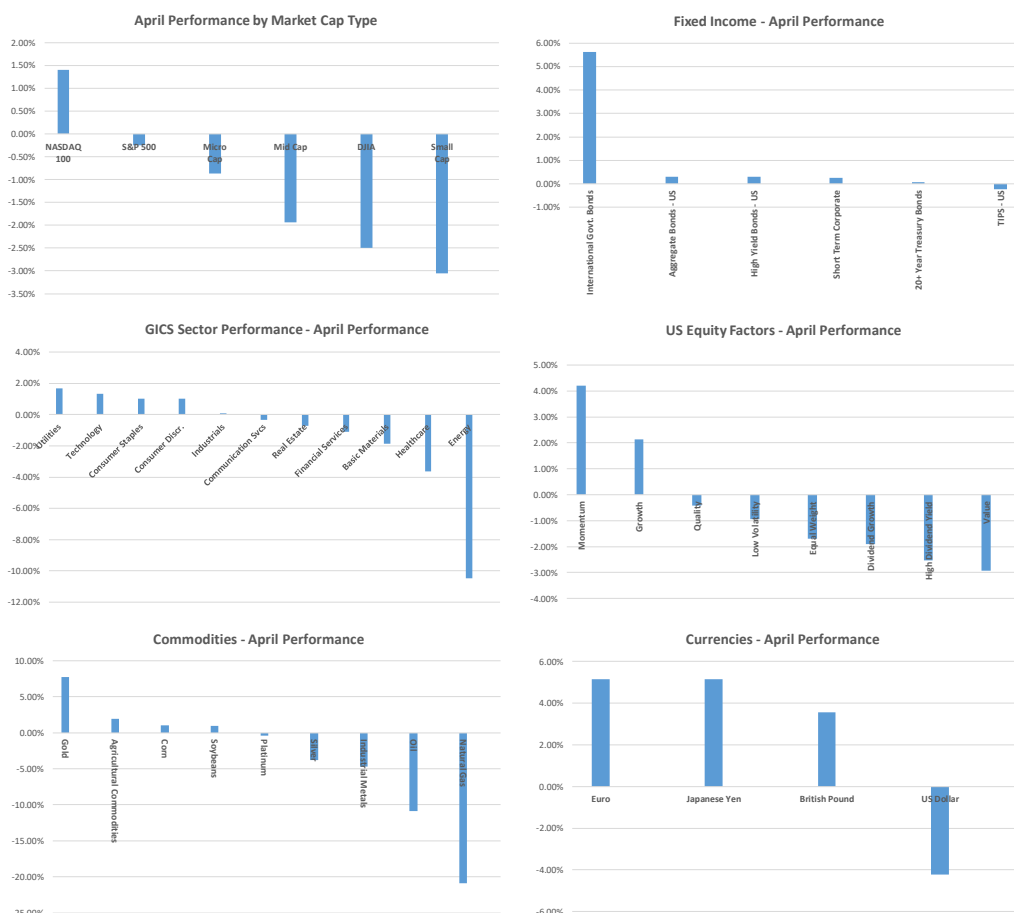 April Performance by Market Cap Type
2.00%
1.50%
1.00%
0.50%
0.00%
-0.50%
-1.00%
-1.50%
-2.00%
-2.50%
-3.00%
-3.50%
NASDAQ
100
S&P 500
Micro
Cap
Mid Cap
DJIA
Small
Cap
Fixed Income - April Performance
6.00%
5.00%
4.00%
3.00%
2.00%
1.00%
0.00%
-1.00%
International Govt. Bonds
Aggregate Bonds - US
High Yield Bonds - US
Short Term Corporate
20+ Year Treasury Bonds
TIPS - US
GICS Sector Performance - April Performance
4.00%
2.00%
0.00%
-2.00%
-4.00%
-6.00%
-8.00%
-10.00%
-12.00%
Utilities
Technology
Consumer Staples
Consumer Discr.
Industrials
Communication Svcs
Real Estate
Financial Services
Basic Materials
Healthcare
Energy
US Equity Factors - April Performance
5.00%
4.00%
3.00%
2.00%
1.00%
0.00%
-1.00%
-2.00%
-3.00%
-4.00%
Momentum
Growth
Quality
Low Volatility
Equal Weight
Dividend Growth
High Dividend Yield
Value
Commodities - April Performance
10.00%
5.00%
0.00%
-5.00%
-10.00%
-15.00%
-20.00%
-25.00%
Gold
Agricultural Commodities
Corn
Soybeans
Platinum
Silver
Industrial Metals
Oil
Natural Gas
Currencies - April Performance
6.00%
4.00%
2.00%
0.00%
-2.00%
-4.00%
-6.00%
Euro
Japanese Yen
British Pound
US Dollar